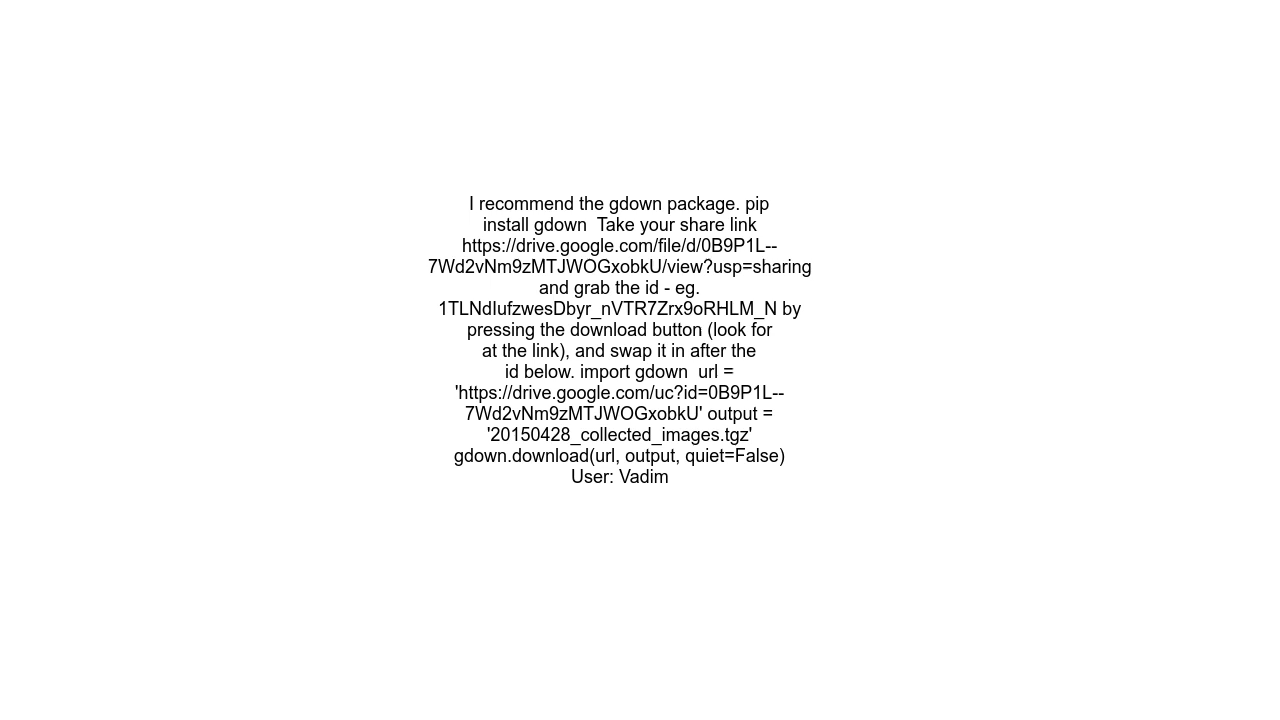 I recommend the gdown package. pip
install gdown  Take your share link
https://drive.google.com/file/d/0B9P1L--
7Wd2vNm9zMTJWOGxobkU/view?usp=sharing
and grab the id - eg.
1TLNdIufzwesDbyr_nVTR7Zrx9oRHLM_N by
pressing the download button (look for
at the link), and swap it in after the
id below. import gdown  url =
'https://drive.google.com/uc?id=0B9P1L--
7Wd2vNm9zMTJWOGxobkU' output =
'20150428_collected_images.tgz'
gdown.download(url, output, quiet=False)
User: Vadim